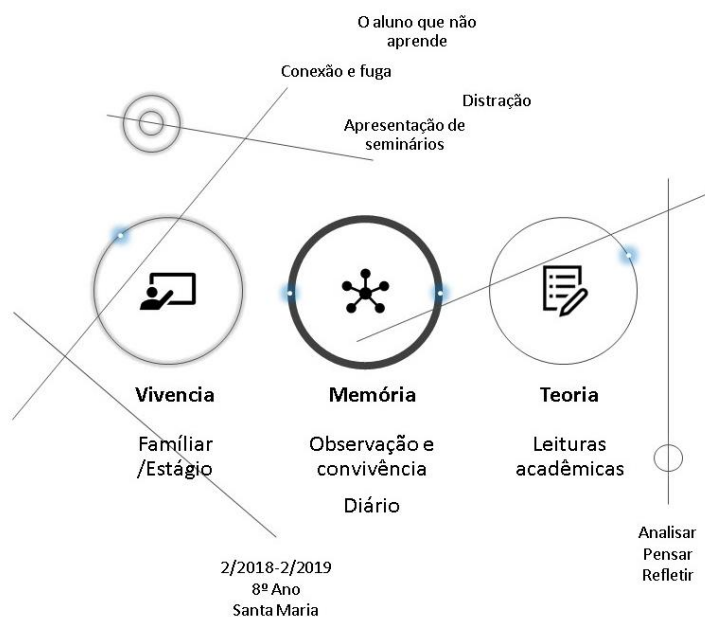 O aluno que não
aprende
Conexão e fuga
Distração
Apresentação de
seminários
Vivencia
Memória
Teoria
Famíliar
/Estágio
Observação e
convivência
Diário
Leituras
acadêmicas
Analisar
Pensar
Refletir
2/2018-2/2019
8º Ano
Santa Maria